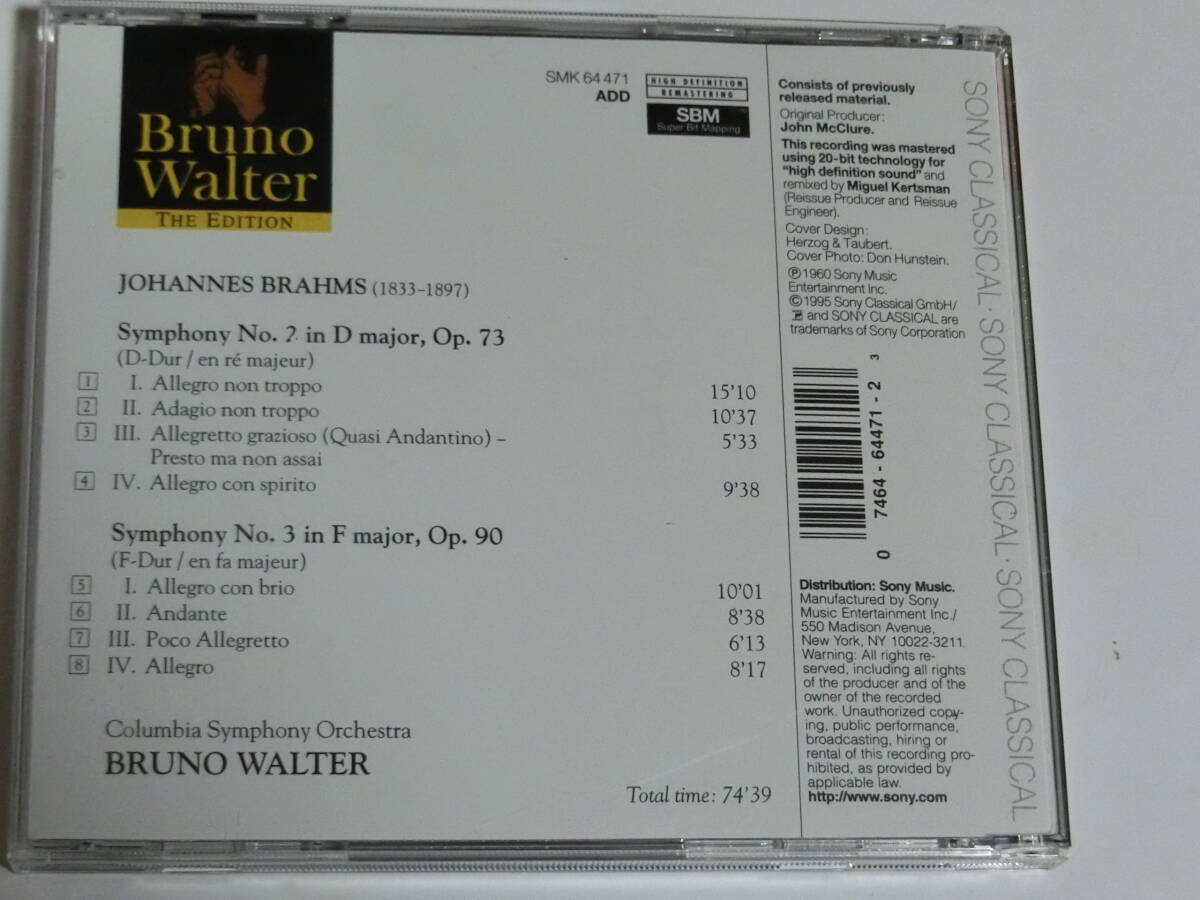 Bruno
Walter
THE EDITION
SMK 64 471
ADD
HIGH DEFINITION
REMASTERING
SBM
Super Bit Mapping
JOHANNES BRAHMS (1833–1897)
Symphony No. 2 in D major, Op. 73
(D-Dur / en ré majeur)
1 I. Allegro non troppo 15'10
2 II. Adagio non troppo 10'37
3 III. Allegretto grazioso (Quasi Andantino) – 5'33
Presto ma non assai
4 IV. Allegro con spirito 9'38
Symphony No. 3 in F major, Op. 90
(F-Dur / en fa majeur)
5 I. Allegro con brio 10'01
6 II. Andante 8'38
7 III. Poco Allegretto 6'13
8 IV. Allegro 8'17
Columbia Symphony Orchestra
BRUNO WALTER
Total time: 74'39
Consists of previously
released material.
Original Producer:
John McClure.
This recording was mastered
using 20-bit technology for
"high definition sound" and
remixed by Miguel Kertsman
(Reissue Producer and Reissue
Engineer).
Cover Design:
Herzog & Taubert.
Cover Photo: Don Hunstein.
℗ 1960 Sony Music
Entertainment Inc.
© 1995 Sony Classical GmbH/
and SONY CLASSICAL are
trademarks of Sony Corporation
0 7464-64471-2 3
Distribution: Sony Music.
Manufactured by Sony
Music Entertainment Inc./
550 Madison Avenue,
New York, NY 10022-3211.
Warning: All rights re-
served, including all rights
of the producer and of the
owner of the recorded
work. Unauthorized copy-
ing, public performance,
broadcasting, hiring or
rental of this recording pro-
hibited, as provided by
applicable law.
http://www.sony.com
SONY CLASSICAL · SONY CLASSICAL · SONY CLASSICAL